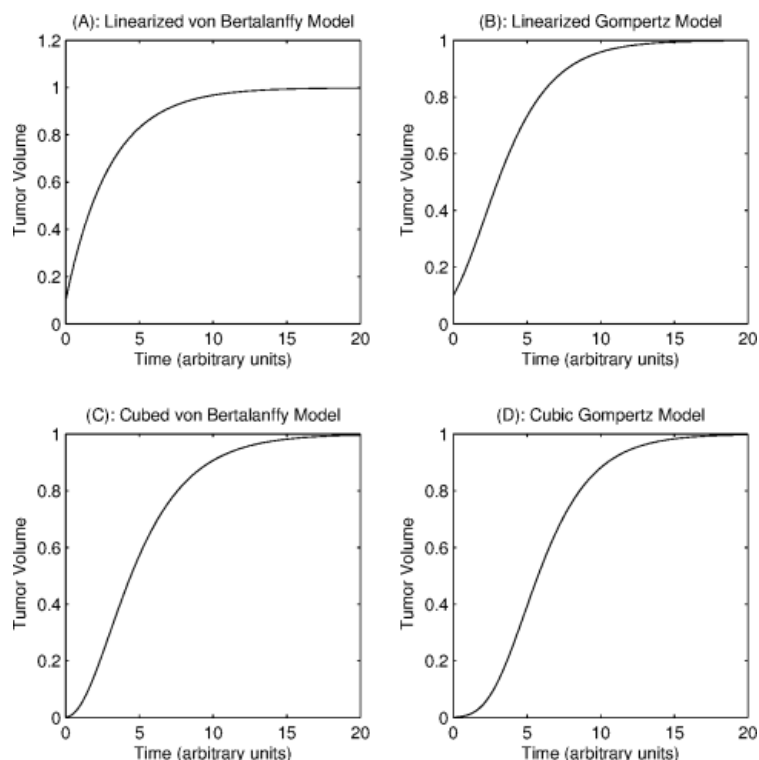 (A): Linearized von Bertalanffy Model
1.2
1
0.8
0.6
0.4
0.2
0
Tumor Volume
0 5 10 15 20
Time (arbitrary units)
(B): Linearized Gompertz Model
1
0.8
0.6
0.4
0.2
0
Tumor Volume
0 5 10 15 20
Time (arbitrary units)
(C): Cubed von Bertalanffy Model
1
0.8
0.6
0.4
0.2
0
Tumor Volume
0 5 10 15 20
Time (arbitrary units)
(D): Cubic Gompertz Model
1
0.8
0.6
0.4
0.2
0
Tumor Volume
0 5 10 15 20
Time (arbitrary units)